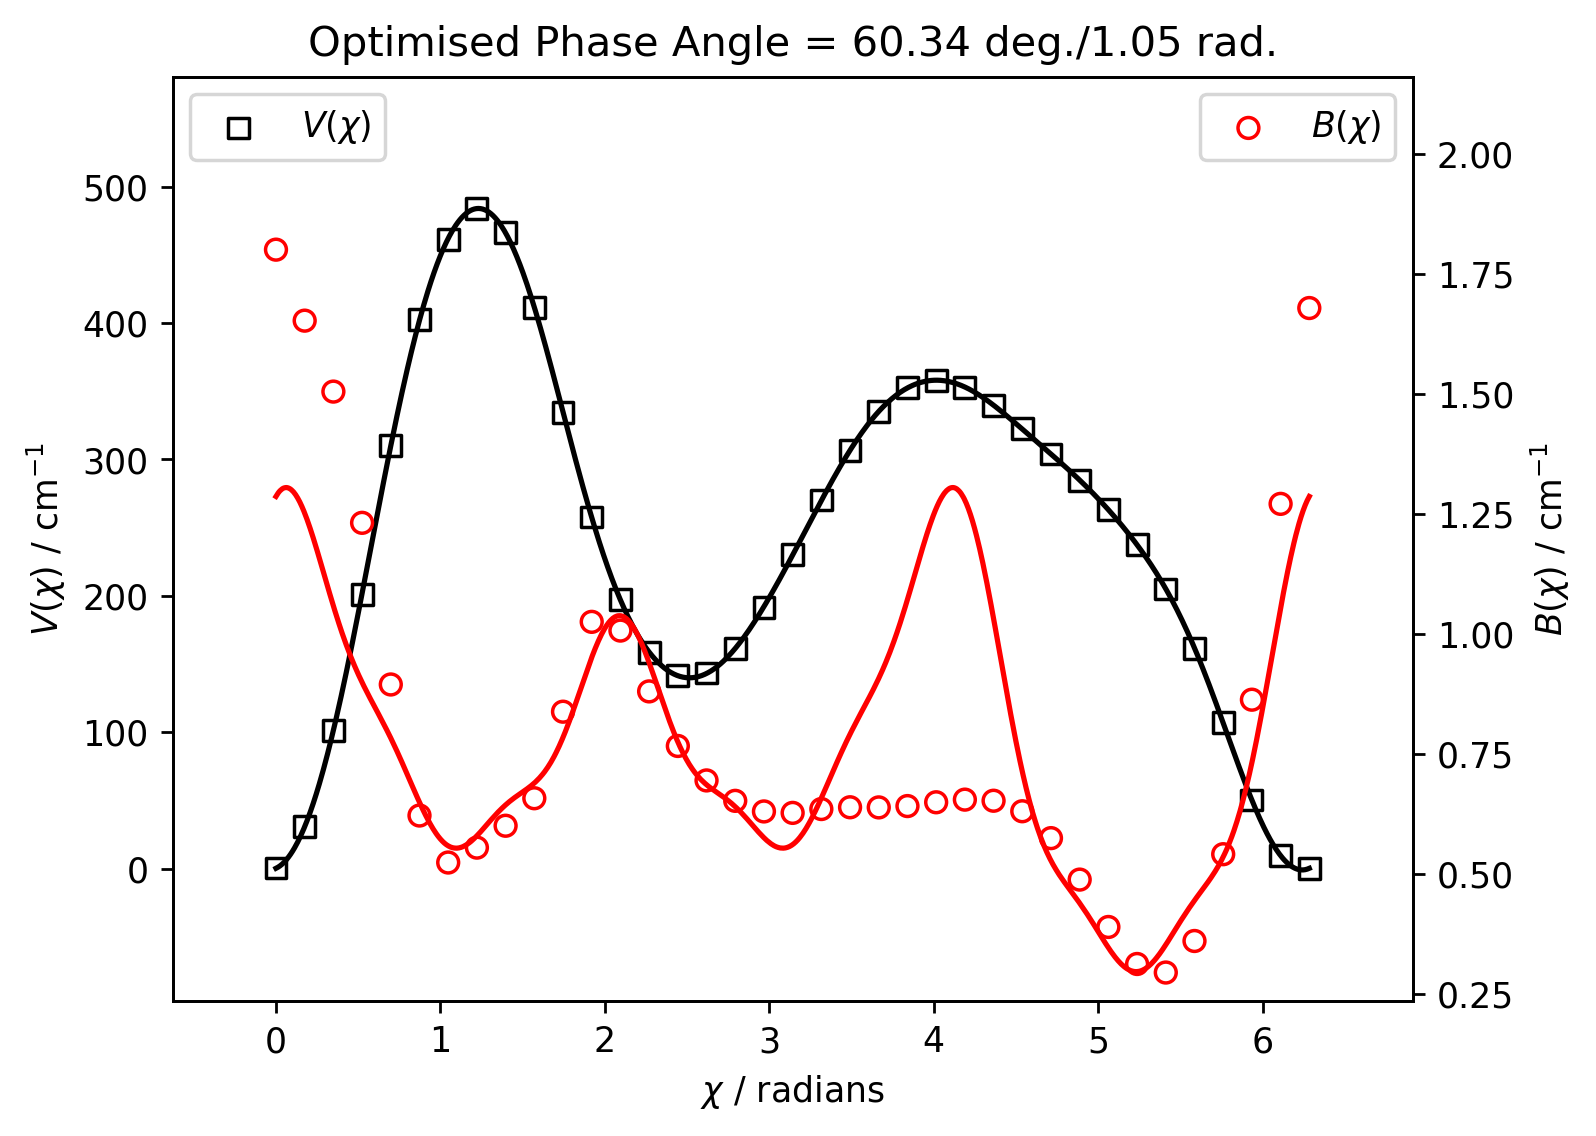 Optimised Phase Angle = 60.34 deg./1.05 rad.
V(χ)
B(χ)
500
400
300
200
100
0
V(χ) / cm⁻¹
2.00
1.75
1.50
1.25
1.00
0.75
0.50
0.25
B(χ) / cm⁻¹
0 1 2 3 4 5 6
χ / radians